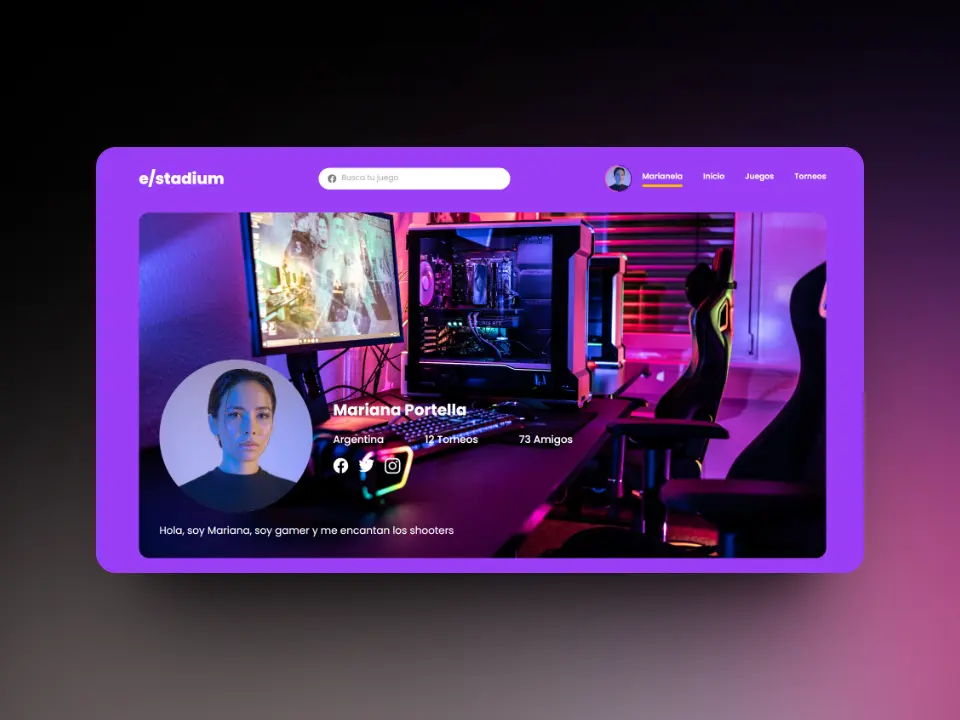 e/stadium
Busca tu juego
Marianela
Inicio
Juegos
Torneos
Mariana Portella
Argentina
12 Torneos
73 Amigos
Hola, soy Mariana, soy gamer y me encantan los shooters